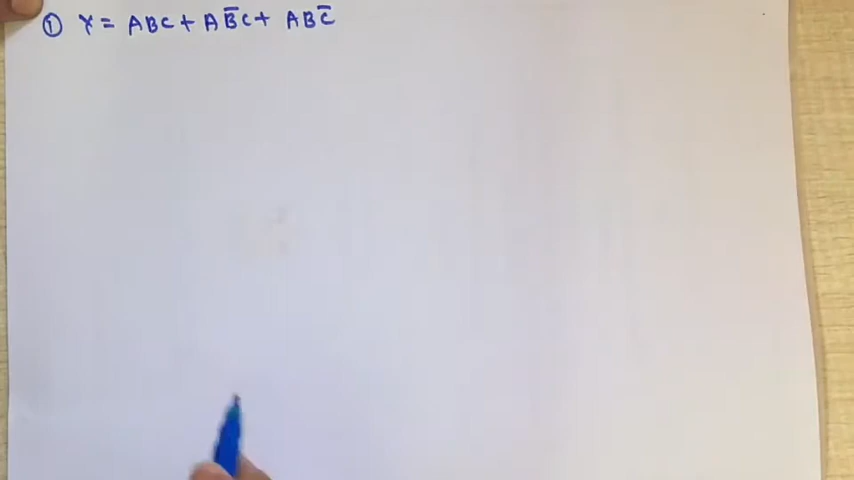 ① Y = ABC + AB̅C + ABC̅